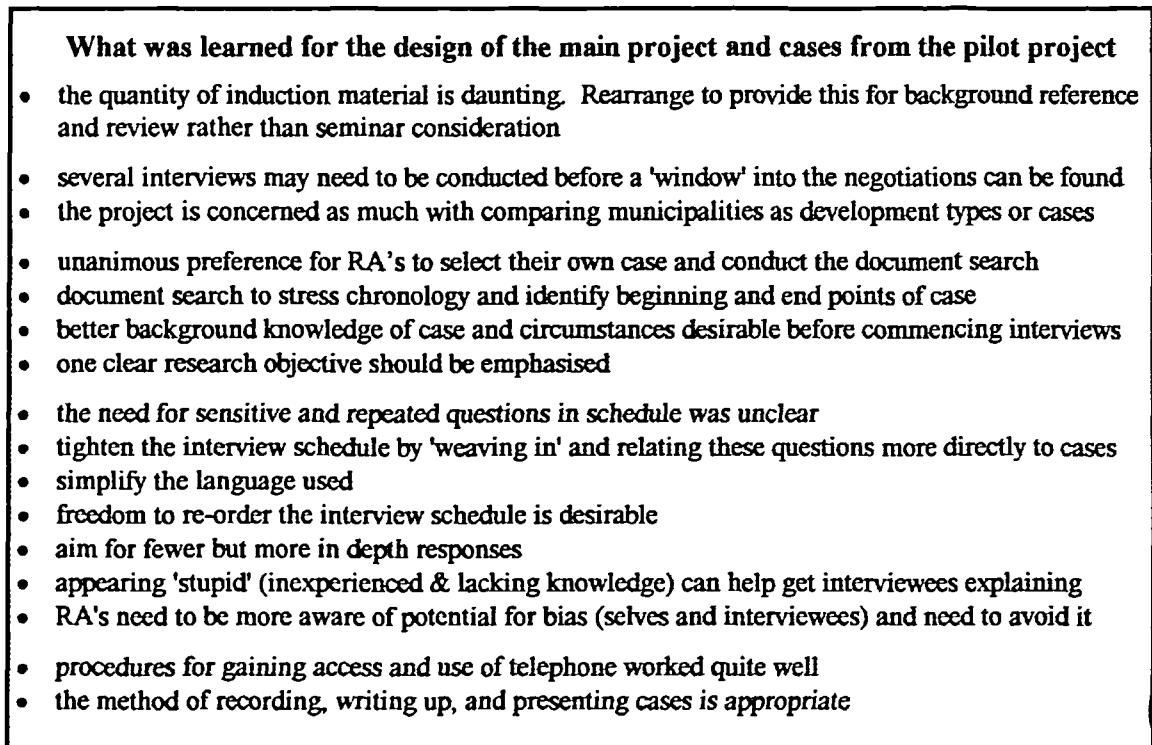 What was learned for the design of the main project and cases from the pilot project
• the quantity of induction material is daunting. Rearrange to provide this for background reference
and review rather than seminar consideration
• several interviews may need to be conducted before a 'window' into the negotiations can be found
• the project is concerned as much with comparing municipalities as development types or cases
• unanimous preference for RA's to select their own case and conduct the document search
• document search to stress chronology and identify beginning and end points of case
• better background knowledge of case and circumstances desirable before commencing interviews
• one clear research objective should be emphasised
• the need for sensitive and repeated questions in schedule was unclear
• tighten the interview schedule by 'weaving in' and relating these questions more directly to cases
• simplify the language used
• freedom to re-order the interview schedule is desirable
• aim for fewer but more in depth responses
• appearing 'stupid' (inexperienced & lacking knowledge) can help get interviewees explaining
• RA's need to be more aware of potential for bias (selves and interviewees) and need to avoid it
• procedures for gaining access and use of telephone worked quite well
• the method of recording, writing up, and presenting cases is appropriate